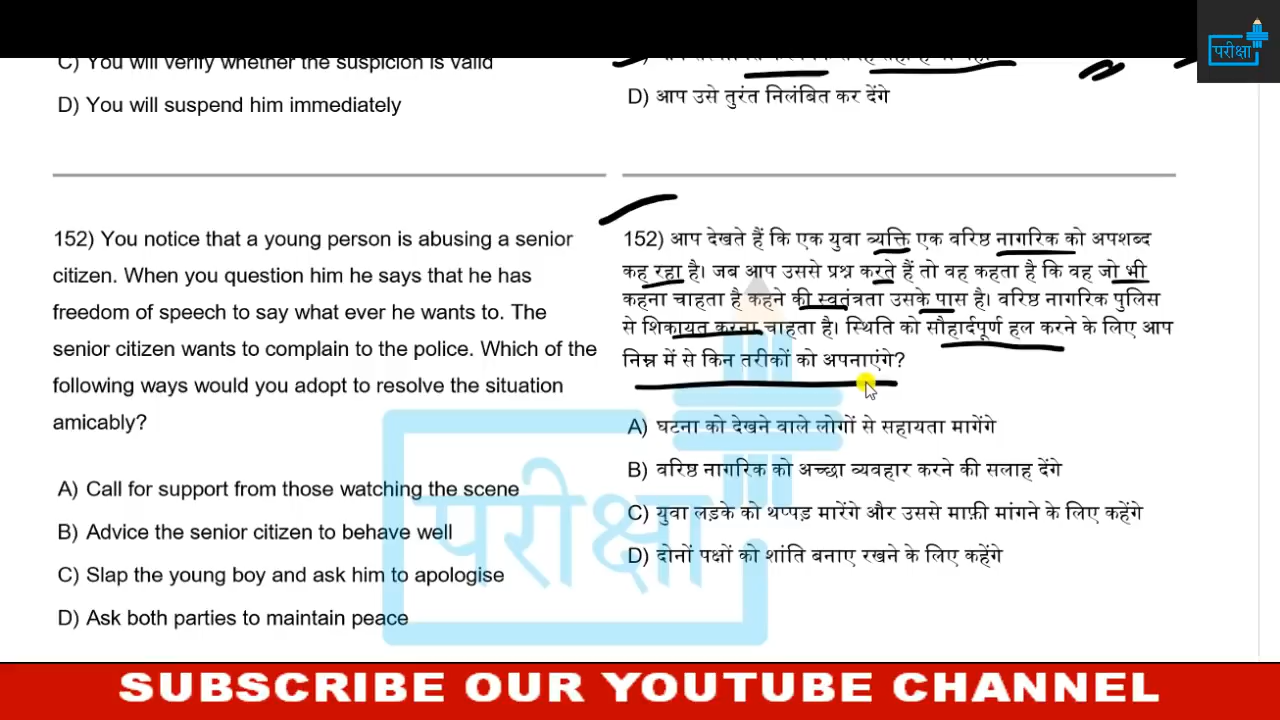 परीक्षा
C) You will verify whether the suspicion is valid
D) You will suspend him immediately
D) आप उसे तुरंत निलंबित कर देंगे
152) You notice that a young person is abusing a senior
citizen. When you question him he says that he has
freedom of speech to say what ever he wants to. The
senior citizen wants to complain to the police. Which of the
following ways would you adopt to resolve the situation
amicably?
A) Call for support from those watching the scene
B) Advice the senior citizen to behave well
C) Slap the young boy and ask him to apologise
D) Ask both parties to maintain peace
152) आप देखते हैं कि एक युवा व्यक्ति एक वरिष्ठ नागरिक को अपशब्द
कह रहा है। जब आप उससे प्रश्न करते हैं तो वह कहता है कि वह जो भी
कहना चाहता है कहने की स्वतंत्रता उसके पास है। वरिष्ठ नागरिक पुलिस
से शिकायत करना चाहता है। स्थिति को सौहार्दपूर्ण हल करने के लिए आप
निम्न में से किन तरीकों को अपनाएंगे?
A) घटना को देखने वाले लोगों से सहायता मागेंगे
B) वरिष्ठ नागरिक को अच्छा व्यवहार करने की सलाह देंगे
C) युवा लड़के को थप्पड़ मारेंगे और उससे माफ़ी मांगने के लिए कहेंगे
D) दोनों पक्षों को शांति बनाए रखने के लिए कहेंगे
परीक्षा
SUBSCRIBE OUR YOUTUBE CHANNEL